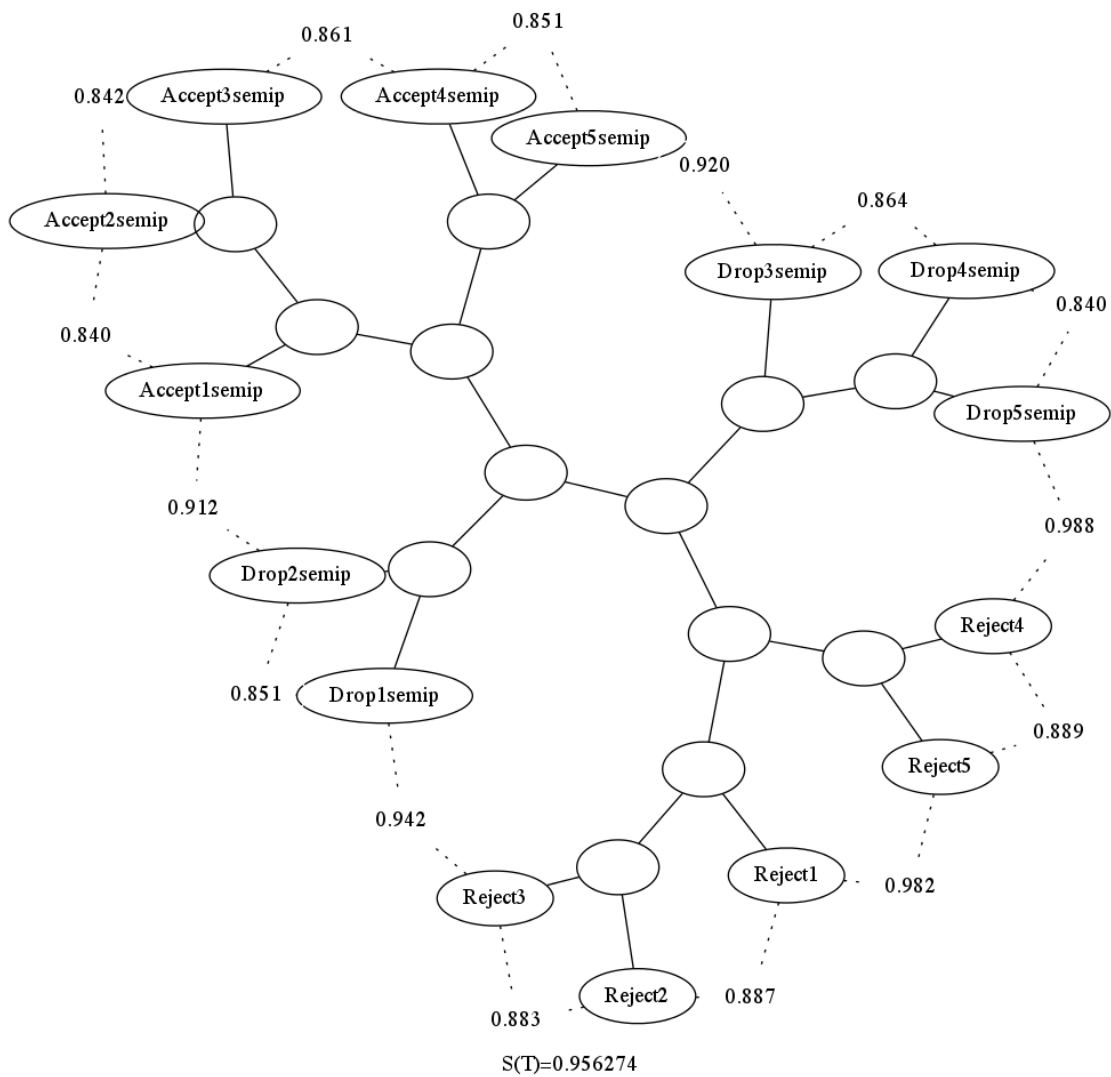 0.851
0.861
0.842
Accept3semip
Accept4semip
Accept5semip
0.920
0.864
Accept2semip
Drop3semip
Drop4semip
0.840
0.840
Accept1semip
Drop5semip
0.912
0.988
Drop2semip
Reject4
0.851
Drop1semip
0.889
Reject5
0.942
Reject1
0.982
Reject3
Reject2
0.887
0.883
S(T)=0.956274